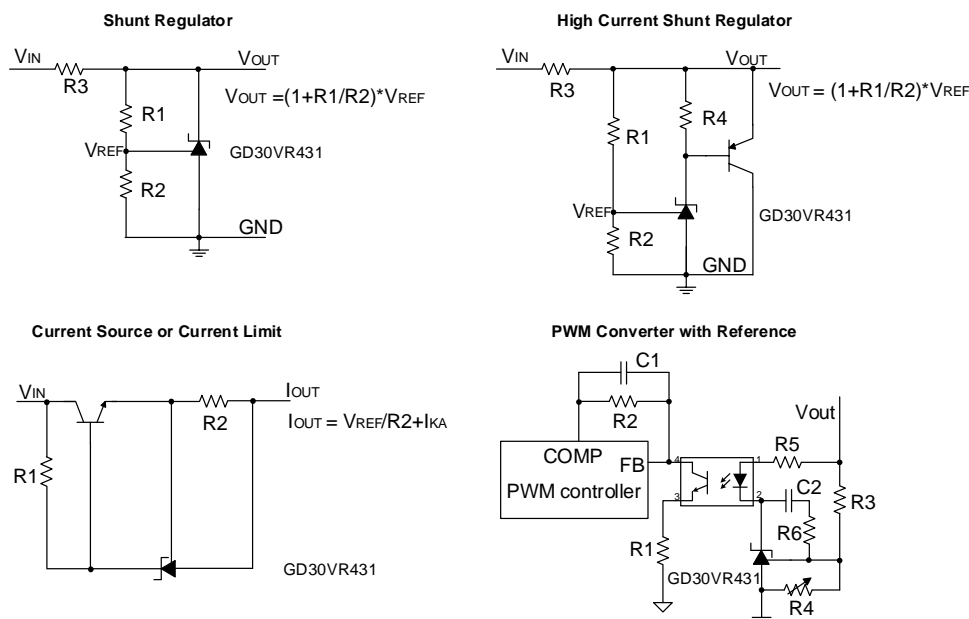 Shunt Regulator
VIN
VOUT
R3
VOUT =(1+R1/R2)*VREF
R1
VREF
GD30VR431
R2
GND
High Current Shunt Regulator
VIN
VOUT
R3
VOUT = (1+R1/R2)*VREF
R1
R4
VREF
GD30VR431
R2
GND
Current Source or Current Limit
VIN
IOUT
R2
IOUT = VREF/R2+IKA
R1
GD30VR431
PWM Converter with Reference
C1
R2
Vout
COMP
FB
PWM controller
4
1
R5
3
2
C2
R3
R6
R1
GD30VR431
R4